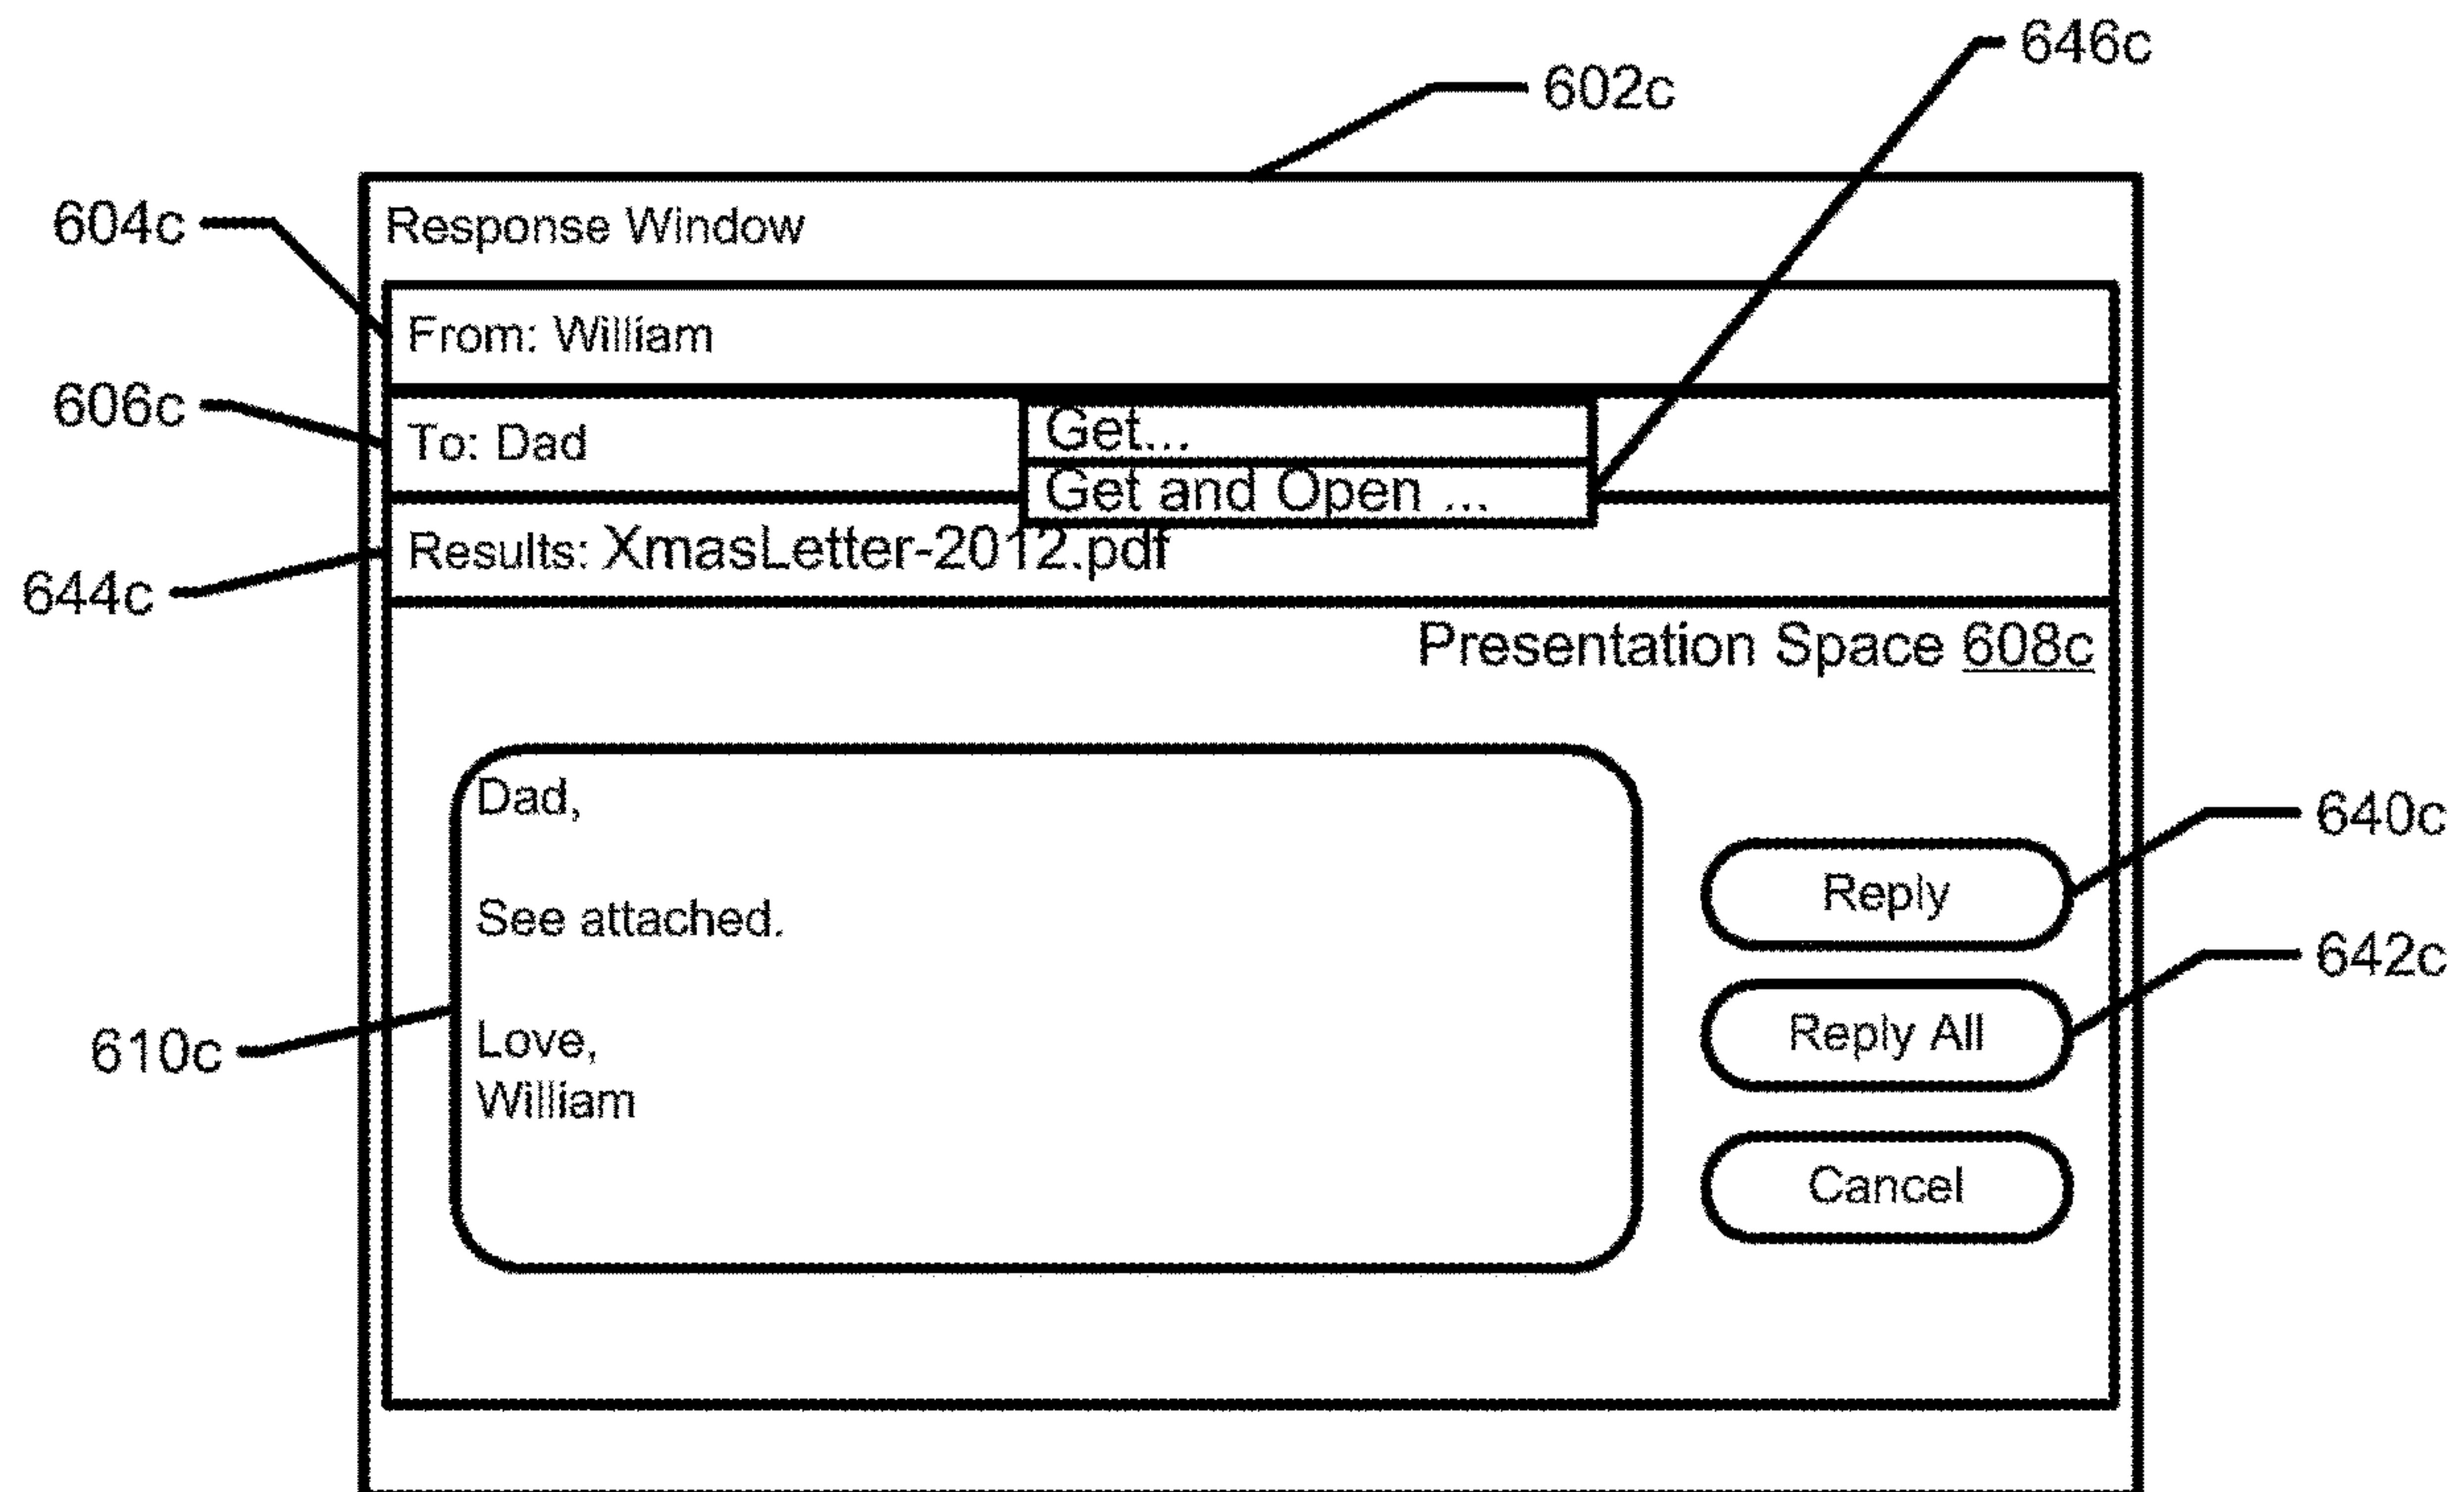 646c
602c
604c
Response Window
From: William
606c
To: Dad
Get...
Get and Open ...
644c
Results: XmasLetter-2012.pdf
Presentation Space 608c
Dad,
See attached.
Love,
William
610c
Reply
640c
Reply All
642c
Cancel